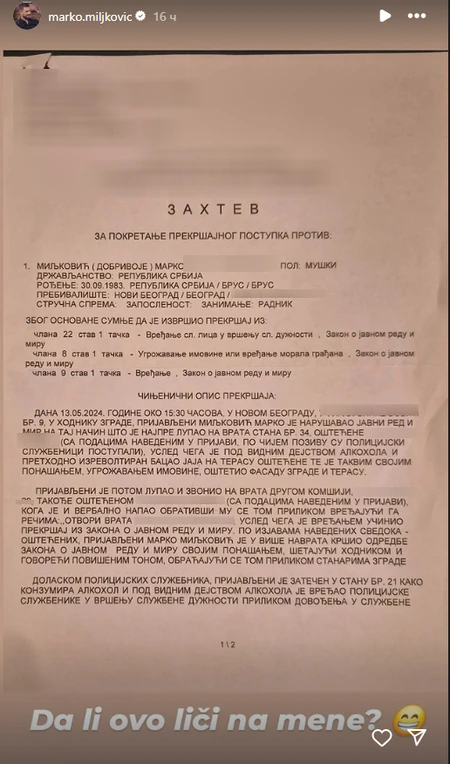 marko.miljkovic 16 ч
З А Х Т Е В
ЗА ПОКРЕТАЊЕ ПРЕКРШАЈНОГ ПОСТУПКА ПРОТИВ:
1. МИЉКОВИЋ ( ДОБРИВОЈЕ ) МАРКС ПОЛ: МУШКИ
ДРЖАВЉАНСТВО: РЕПУБЛИКА СРБИЈА
РОЂЕЊЕ: 30.09.1983. РЕПУБЛИКА СРБИЈА / БРУС / БРУС
ПРЕБИВАЛИШТЕ: НОВИ БЕОГРАД / БЕОГРАД /
СТРУЧНА СПРЕМА: ЗАПОСЛЕНОСТ: ЗАНИМАЊЕ: РАДНИК
ЗБОГ ОСНОВАНЕ СУМЊЕ ДА ЈЕ ИЗВРШИО ПРЕКРШАЈ ИЗ:
члана 22 став 1 тачка - Вређање сл. лица у вршењу сл. дужности , Закон о јавном реду и
миру
члана 8 став 1 тачка - Угрожавање имовине или вређање морала грађана , Закон о јавном
реду и миру
члана 9 став 1 тачка - Вређање , Закон о јавном реду и миру
ЧИЊЕНИЧНИ ОПИС ПРЕКРШАЈА:
ДАНА 13.05.2024. ГОДИНЕ ОКО 15:30 ЧАСОВА, У НОВОМ БЕОГРАДУ,
БР. 9, У ХОДНИКУ ЗГРАДЕ, ПРИЈАВЉЕНИ МИЉКОВИЋ МАРКО ЈЕ НАРУШАВАО ЈАВНИ РЕД И
МИР НА ТАЈ НАЧИН ШТО ЈЕ НАЈПРЕ ЛУПАО НА ВРАТА СТАНА БР. 34, ОШТЕЋЕНЕ
(СА ПОДАЦИМА НАВЕДЕНИМ У ПРИЈАВИ, ПО ЧИЈЕМ ПОЗИВУ СУ ПОЛИЦИЈСКИ
СЛУЖБЕНИЦИ ПОСТУПАЛИ), УСЛЕД ЧЕГА ЈЕ ПОД ВИДНИМ ДЕЈСТВОМ АЛКОХОЛА И
ПРЕТХОДНО ИЗРЕВОЛТИРАН БАЦАО ЈАЈА НА ТЕРАСУ ОШТЕЋЕНЕ ТЕ ЈЕ ТАКВИМ СВОЈИМ
ПОНАШАЊЕМ, УГРОЖАВАЊЕМ ИМОВИНЕ, ОШТЕТИО ФАСАДУ ЗГРАДЕ И ТЕРАСУ.
ПРИЈАВЉЕНИ ЈЕ ПОТОМ ЛУПАО И ЗВОНИО НА ВРАТА ДРУГОМ КОМШИЈИ,
ТАКОЂЕ ОШТЕЋЕНОМ (СА ПОДАЦИМА НАВЕДЕНИМ У ПРИЈАВИ),
КОГА ЈЕ И ВЕРБАЛНО НАПАО ОБРАТИВШИ МУ СЕ ТОМ ПРИЛИКОМ ВРЕЂАЈУЋИ ГА
РЕЧИМА,,,ОТВОРИ ВРАТА УСЛЕД ЧЕГА ЈЕ ВРЕЂАЊЕМ УЧИНИО
ПРЕКРШАЈ ИЗ ЗАКОНА О ЈАВНОМ РЕДУ И МИРУ. ПО ИЗЈАВАМА НАВЕДЕНИХ СВЕДОКА -
ОШТЕЋЕНИХ, ПРИЈАВЉЕНИ МАРКО МИЉКОВИЋ ЈЕ У ВИШЕ НАВРАТА КРШИО ОДРЕДБЕ
ЗАКОНА О ЈАВНОМ РЕДУ И МИРУ СВОЈИМ ПОНАШАЊЕМ, ШЕТАЈУЋИ ХОДНИКОМ И
ГОВОРЕЋИ ПОВИШЕНИМ ТОНОМ, ОБРАЋАЈУЋИ СЕ ТОМ ПРИЛИКОМ СТАНАРИМА ЗГРАДЕ
ДОЛАСКОМ ПОЛИЦИЈСКИХ СЛУЖБЕНИКА, ПРИЈАВЉЕНИ ЈЕ ЗАТЕЧЕН У СТАНУ БР. 21 КАКО
КОНЗУМИРА АЛКОХОЛ И ПОД ВИДНИМ ДЕЈСТВОМ АЛКОХОЛА ЈЕ ВРЕЂАО ПОЛИЦИЈСКЕ
СЛУЖБЕНИКЕ У ВРШЕЊУ СЛУЖБЕНЕ ДУЖНОСТИ ПРИЛИКОМ ДОВОЂЕЊА У СЛУЖБЕНЕ
1\2
Da li ovo liči na mene? 😁